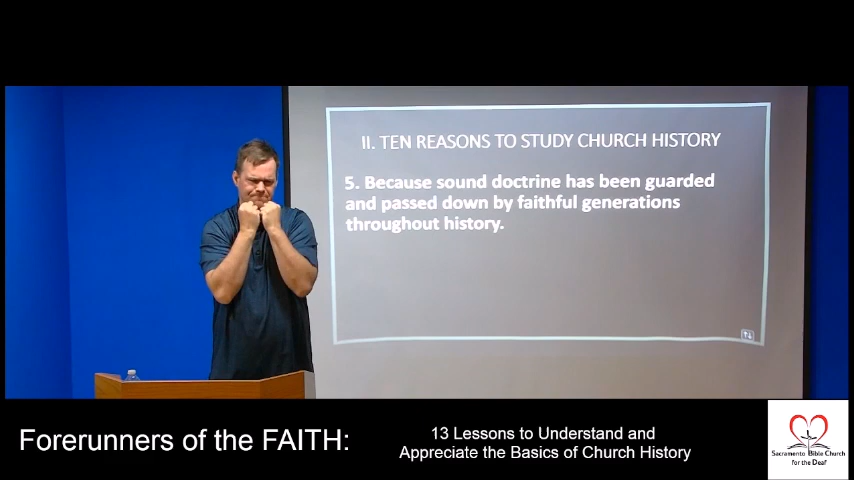 II. TEN REASONS TO STUDY CHURCH HISTORY
5. Because sound doctrine has been guarded
and passed down by faithful generations
throughout history.
Forerunners of the FAITH:
13 Lessons to Understand and
Appreciate the Basics of Church History
Sacramento Bible Church
for the Deaf